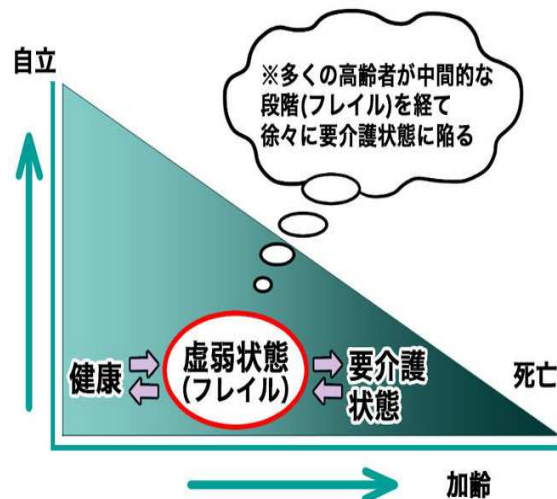 自立
※多くの高齢者が中間的な
段階(フレイル)を経て
徐々に要介護状態に陥る
健康
虚弱状態
(フレイル)
要介護
状態
死亡
加齢